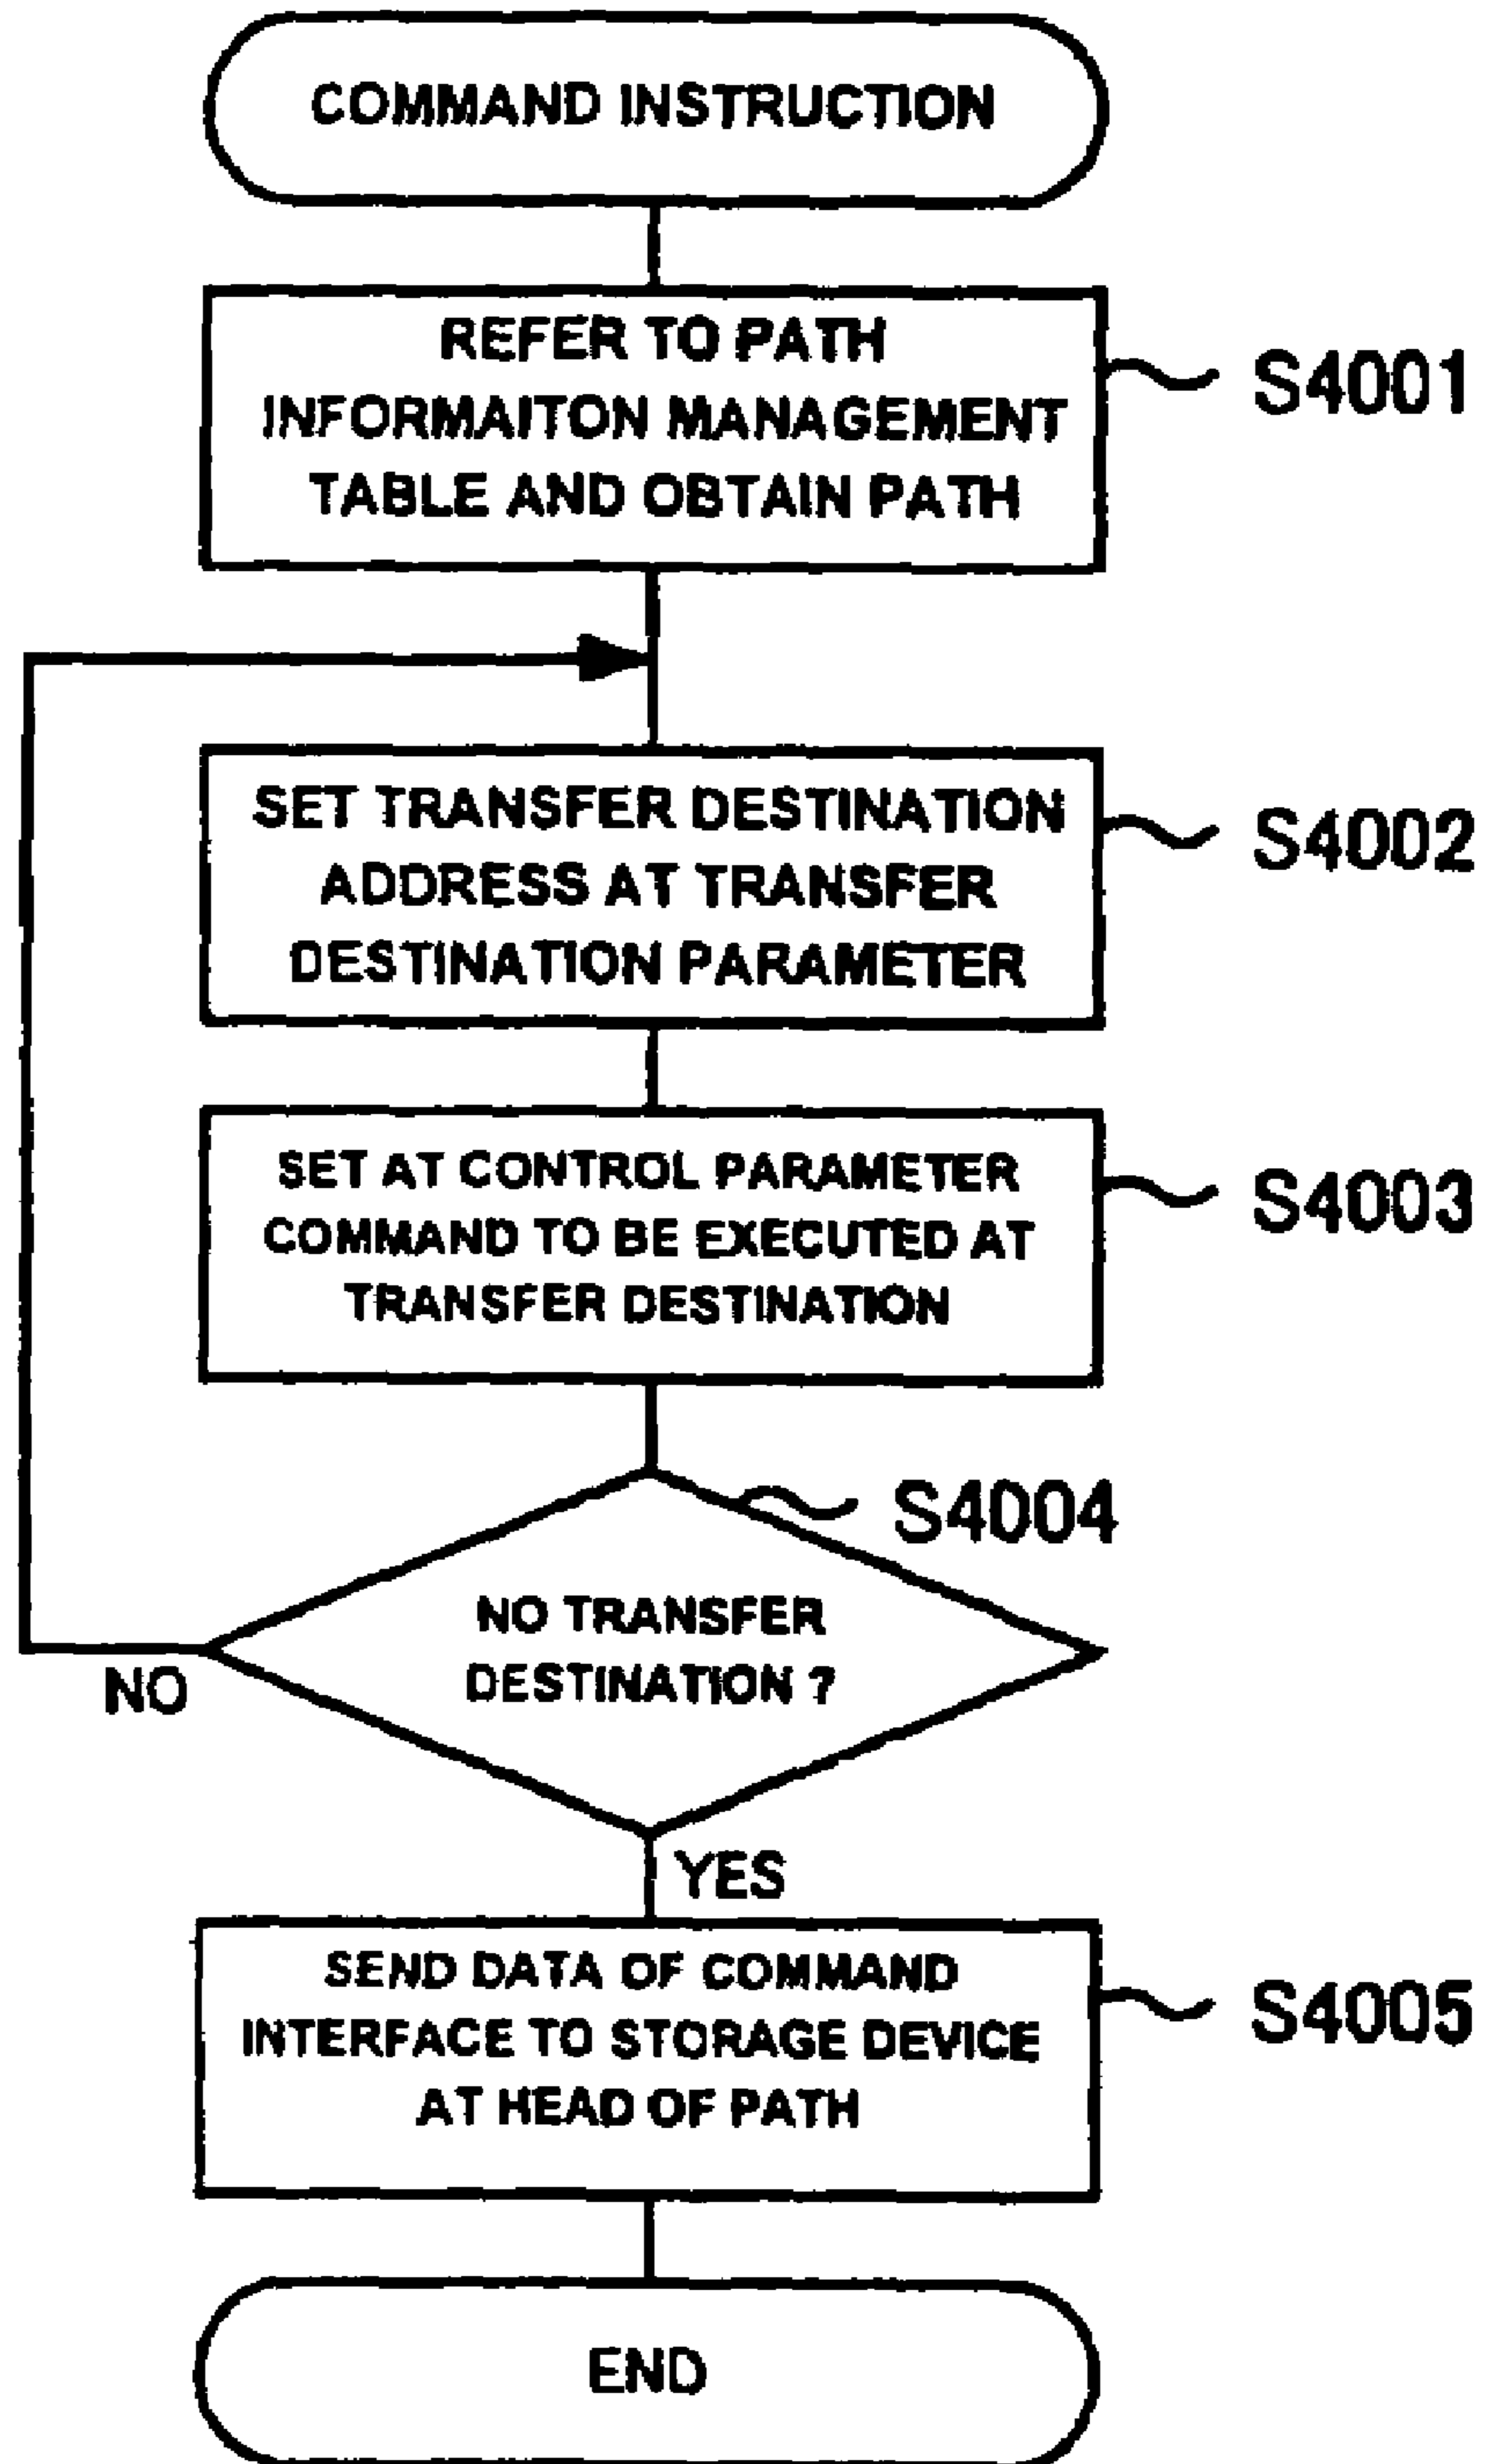 COMMAND INSTRUCTION
REFER TO PATH
INFORMAITON MANAGEMENT
TABLE AND OBTAIN PATH
S4001
SET TRANSFER DESTINATION
ADDRESS AT TRANSFER
DESTINATION PARAMETER
S4002
SET AT CONTROL PARAMETER
COMMAND TO BE EXECUTED AT
TRANSFER DESTINATION
S4003
S4004
NO TRANSFER
DESTINATION ?
NO
YES
SEND DATA OF COMMAND
INTERFACE TO STORAGE DEVICE
AT HEAD OF PATH
S4005
END